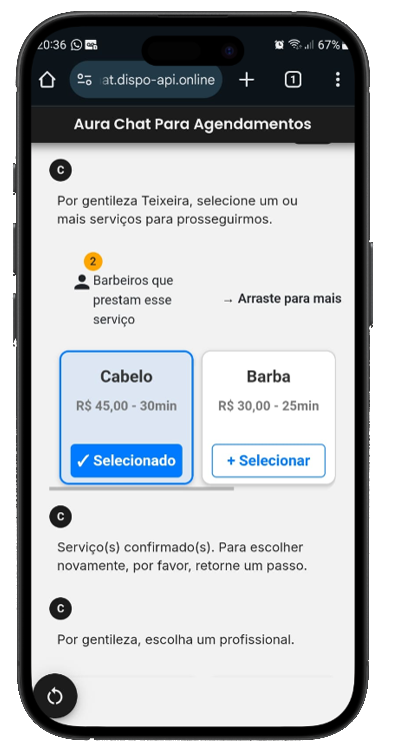 20:36
67%
at.dispo-api.online
1
Aura Chat Para Agendamentos
C
Por gentileza Teixeira, selecione um ou
mais serviços para prosseguirmos.
2
Barbeiros que
prestam esse
serviço
→ Arraste para mais
Cabelo
R$ 45,00 - 30min
✓ Selecionado
Barba
R$ 30,00 - 25min
+ Selecionar
C
Serviço(s) confirmado(s). Para escolher
novamente, por favor, retorne um passo.
C
Por gentileza, escolha um profissional.